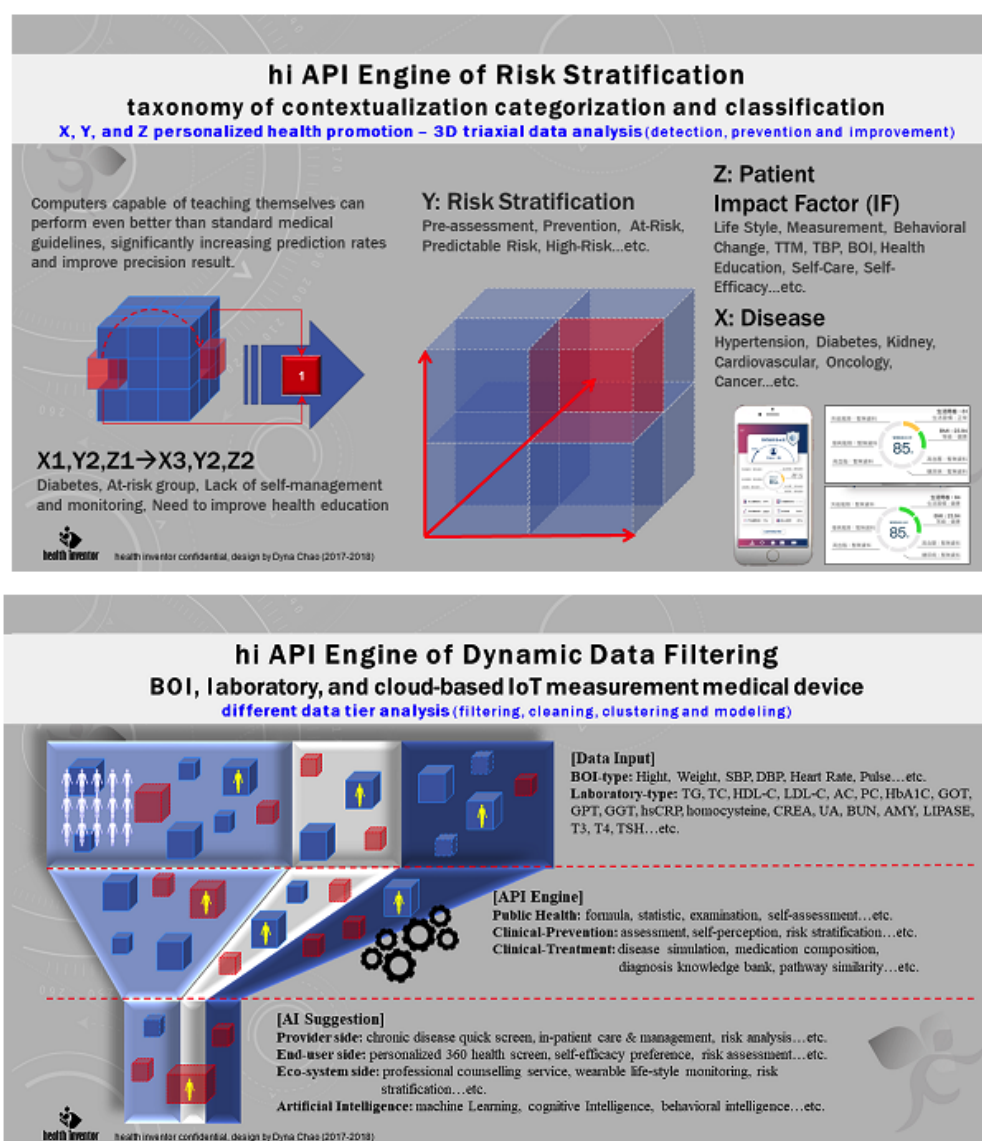 hi API Engine of Risk Stratification
taxonomy of contextualization categorization and classification
X, Y, and Z personalized health promotion – 3D triaxial data analysis (detection, prevention and improvement)
Computers capable of teaching themselves can
perform even better than standard medical
guidelines, significantly increasing prediction rates
and improve precision result.
1
X1,Y2,Z1→X3,Y2,Z2
Diabetes, At-risk group, Lack of self-management
and monitoring, Need to improve health education
Y: Risk Stratification
Pre-assessment, Prevention, At-Risk,
Predictable Risk, High-Risk...etc.
Z: Patient
Impact Factor (IF)
Life Style, Measurement, Behavioral
Change, TTM, TBP, BOI, Health
Education, Self-Care, Self-
Efficacy...etc.
X: Disease
Hypertension, Diabetes, Kidney,
Cardiovascular, Oncology,
Cancer...etc.
85
85
health inventor
health inventor confidential, design by Dyna Chao (2017-2018)
hi API Engine of Dynamic Data Filtering
BOI, laboratory, and cloud-based IoT measurement medical device
different data tier analysis (filtering, cleaning, clustering and modeling)
[Data Input]
BOI-type: Hight, Weight, SBP, DBP, Heart Rate, Pulse...etc.
Laboratory-type: TG, TC, HDL-C, LDL-C, AC, PC, HbA1C, GOT,
GPT, GGT, hsCRP, homocysteine, CREA, UA, BUN, AMY, LIPASE,
T3, T4, TSH...etc.
[API Engine]
Public Health: formula, statistic, examination, self-assessment...etc.
Clinical-Prevention: assessment, self-perception, risk stratification...etc.
Clinical-Treatment: disease simulation, medication composition,
diagnosis knowledge bank, pathway similarity...etc.
[AI Suggestion]
Provider side: chronic disease quick screen, in-patient care & management, risk analysis...etc.
End-user side: personalized 360 health screen, self-efficacy preference, risk assessment...etc.
Eco-system side: professional counselling service, wearable life-style monitoring, risk
stratification...etc.
Artificial Intelligence: machine Learning, cognitive Intelligence, behavioral intelligence...etc.
health inventor
health inventor confidential, design by Dyna Chao (2017-2018)